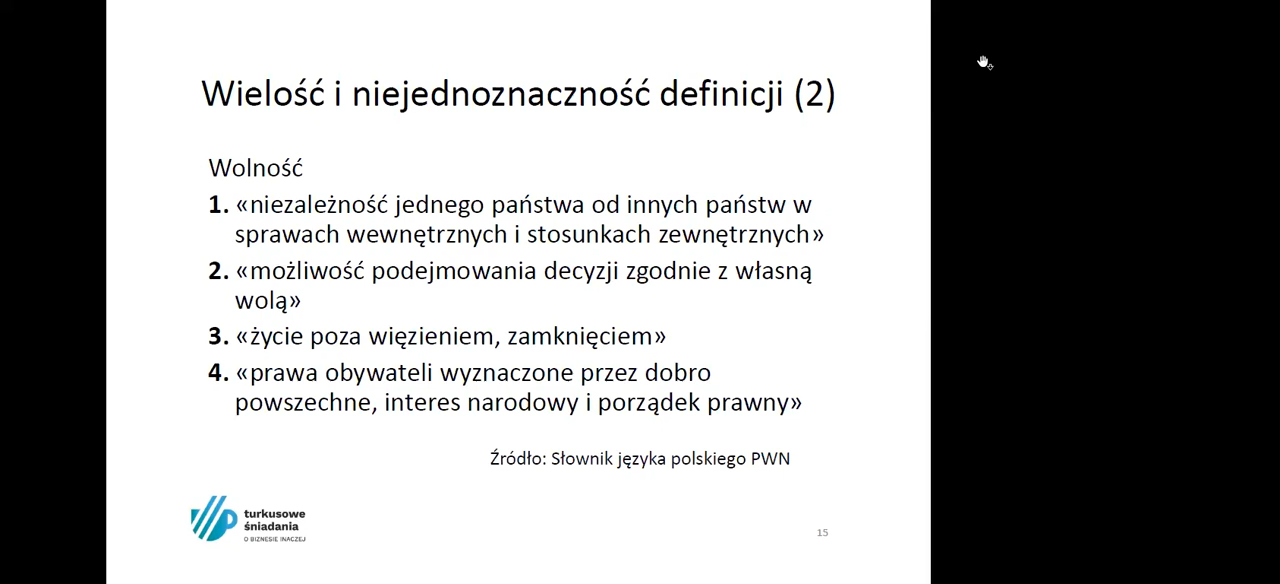 Wielość i niejednoznaczność definicji (2)
Wolność
1. «niezależność jednego państwa od innych państw w
sprawach wewnętrznych i stosunkach zewnętrznych»
2. «możliwość podejmowania decyzji zgodnie z własną
wolą»
3. «życie poza więzieniem, zamknięciem»
4. «prawa obywateli wyznaczone przez dobro
powszechne, interes narodowy i porządek prawny»
Źródło: Słownik języka polskiego PWN
turkusowe
śniadania
O BIZNESIE INACZEJ
15